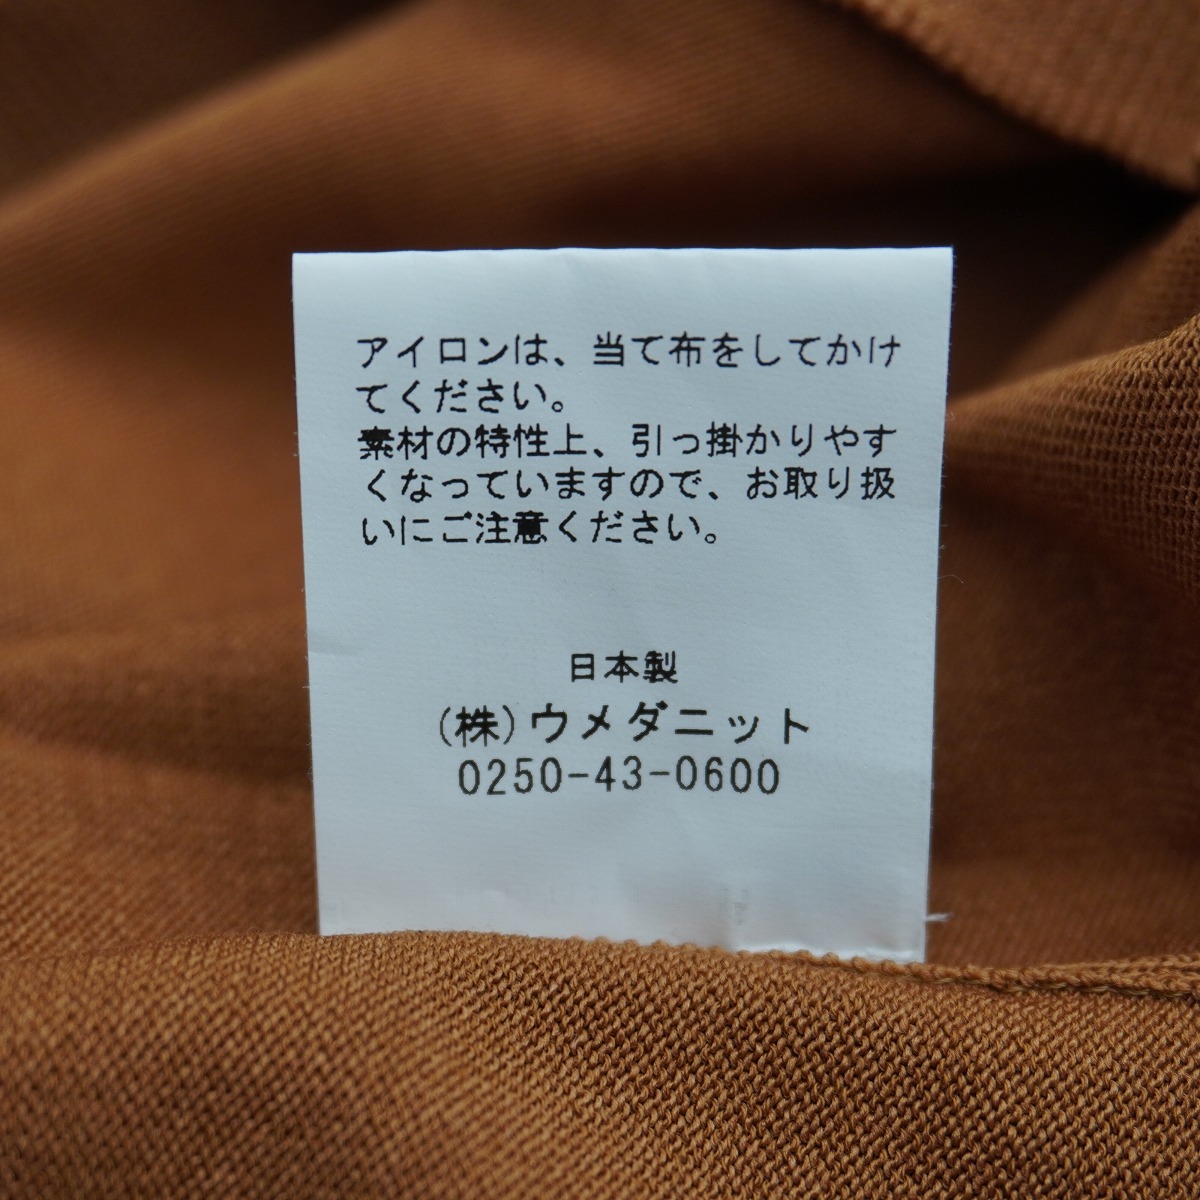 アイロンは、当て布をしてかけ
てください。
素材の特性上、引っ掛かりやす
くなっていますので、お取り扱
いにご注意ください。
日本製
(株)ウメダニット
0250-43-0600